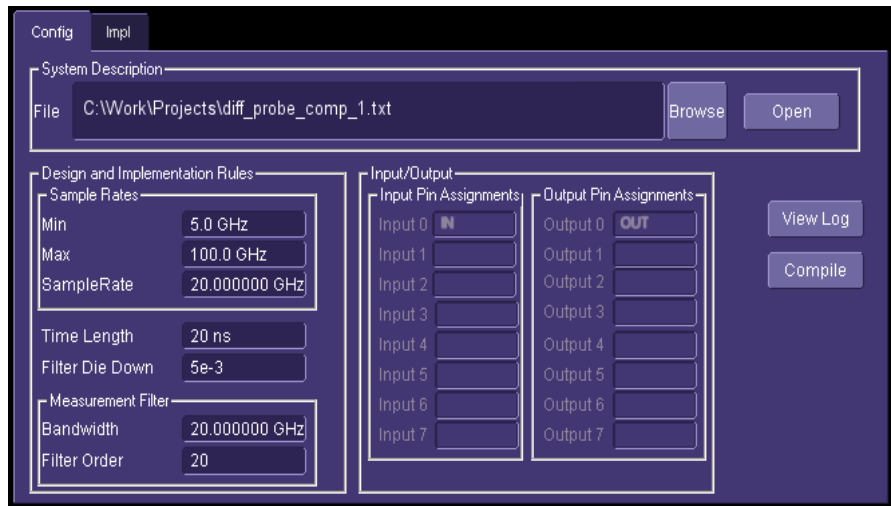 Config Impl
System Description
File C:\Work\Projects\diff_probe_comp_1.txt Browse Open
Design and Implementation Rules
Sample Rates
Min 5.0 GHz
Max 100.0 GHz
SampleRate 20.000000 GHz
Time Length 20 ns
Filter Die Down 5e-3
Measurement Filter
Bandwidth 20.000000 GHz
Filter Order 20
Input/Output
Input Pin Assignments
Input 0 IN
Input 1
Input 2
Input 3
Input 4
Input 5
Input 6
Input 7
Output Pin Assignments
Output 0 OUT
Output 1
Output 2
Output 3
Output 4
Output 5
Output 6
Output 7
View Log
Compile